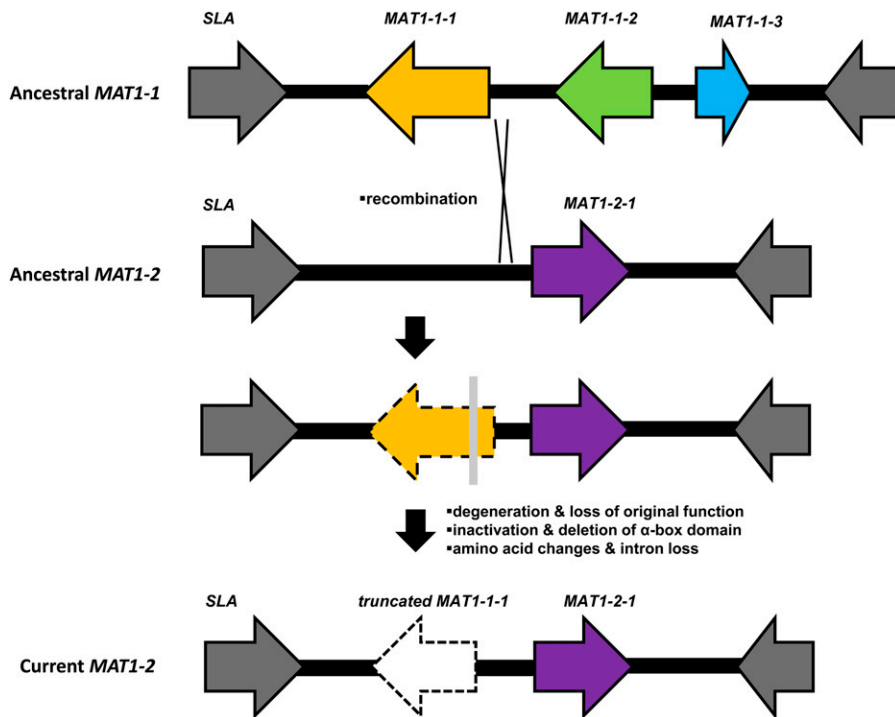 SLA MAT1-1-1 MAT1-1-2 MAT1-1-3
Ancestral MAT1-1
▪recombination
SLA MAT1-2-1
Ancestral MAT1-2
▪degeneration & loss of original function
▪inactivation & deletion of α-box domain
▪amino acid changes & intron loss
SLA truncated MAT1-1-1 MAT1-2-1
Current MAT1-2